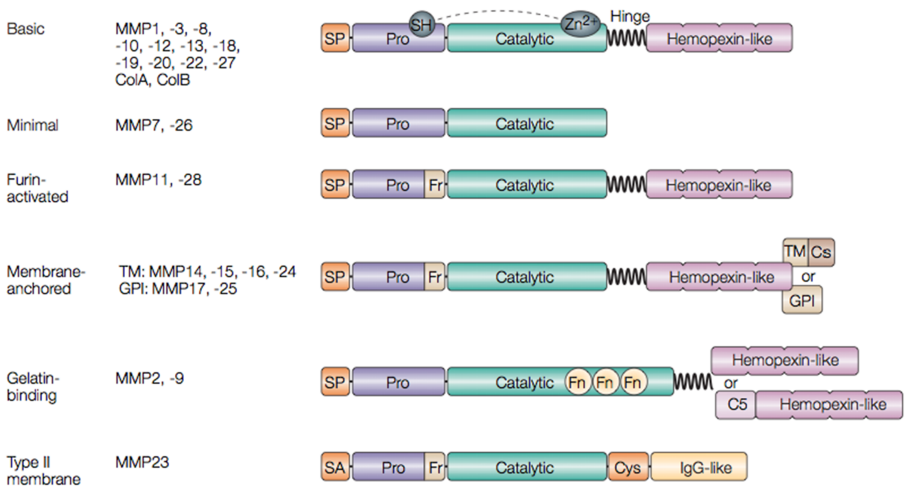 Basic
MMP1, -3, -8,
-10, -12, -13, -18,
-19, -20, -22, -27
ColA, ColB
SP Pro SH Catalytic Zn2+ Hinge Hemopexin-like
Minimal
MMP7, -26
SP Pro Catalytic
Furin-
activated
MMP11, -28
SP Pro Fr Catalytic Hemopexin-like
Membrane-
anchored
TM: MMP14, -15, -16, -24
GPI: MMP17, -25
SP Pro Fr Catalytic Hemopexin-like
TM Cs
or
GPI
Gelatin-
binding
MMP2, -9
SP Pro Catalytic Fn Fn Fn
Hemopexin-like
or
C5 Hemopexin-like
Type II
membrane
MMP23
SA Pro Fr Catalytic Cys IgG-like